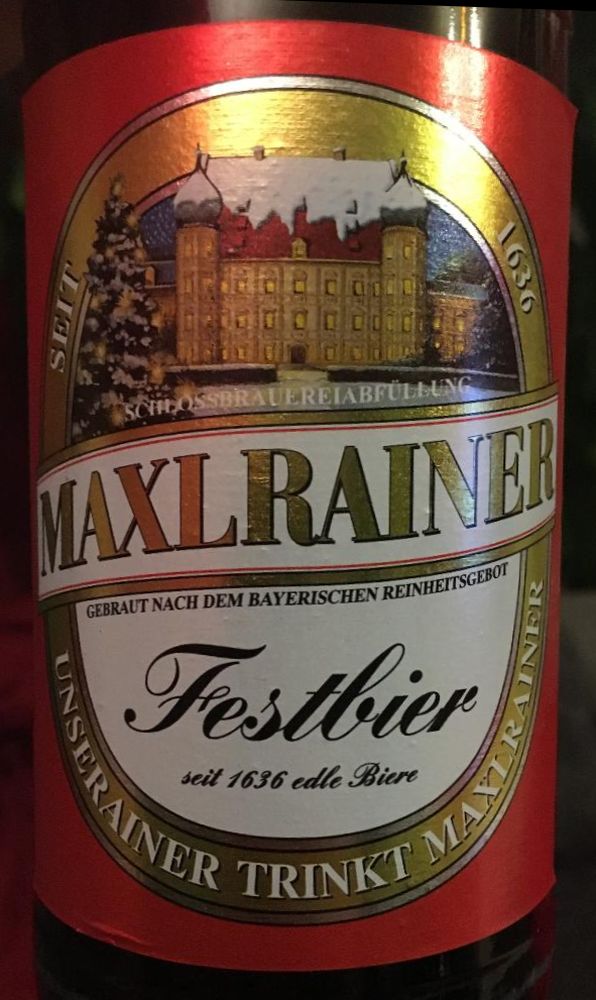 SEIT 1636
SCHLOSSBRAUEREIABFÜLLUNG
MAXLRAINER
GEBRAUT NACH DEM BAYERISCHEN REINHEITSGEBOT
Festbier
seit 1636 edle Biere
UNSERAINER TRINKT MAXLRAINER